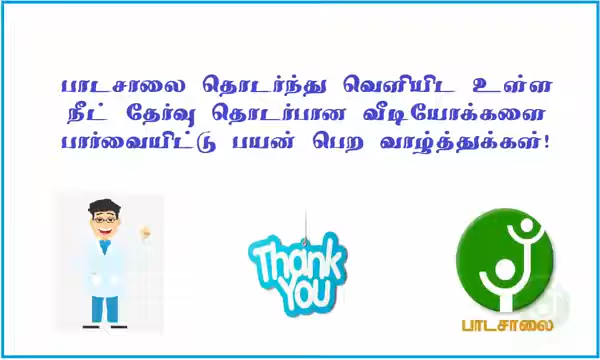 பாடசாலை தொடர்ந்து வெளியிட உள்ள
நீட் தேர்வு தொடர்பான வீடியோக்களை
பார்வையிட்டு பயன் பெற வாழ்த்துக்கள்!
Thank
You
பாடசாலை